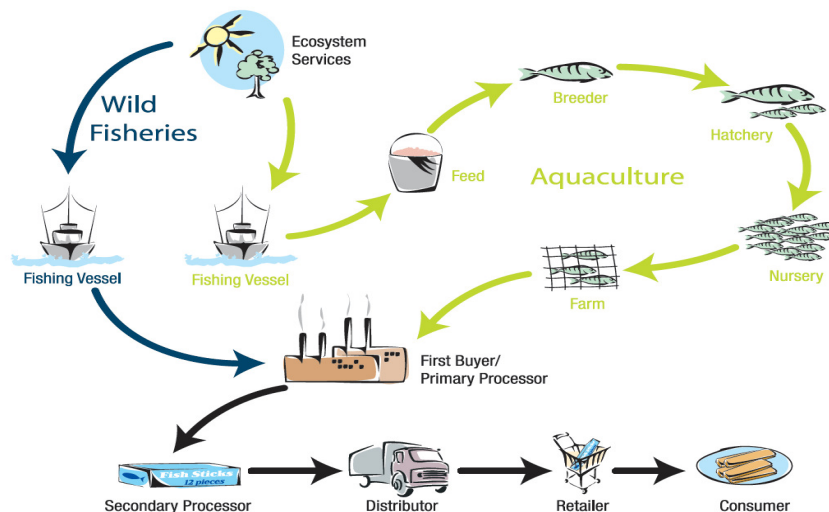 Ecosystem
Services
Wild
Fisheries
Breeder
Hatchery
Feed
Aquaculture
Fishing Vessel
Fishing Vessel
Farm
Nursery
First Buyer/
Primary Processor
Fish Sticks
12 pieces
Secondary Processor
Distributor
Retailer
Consumer